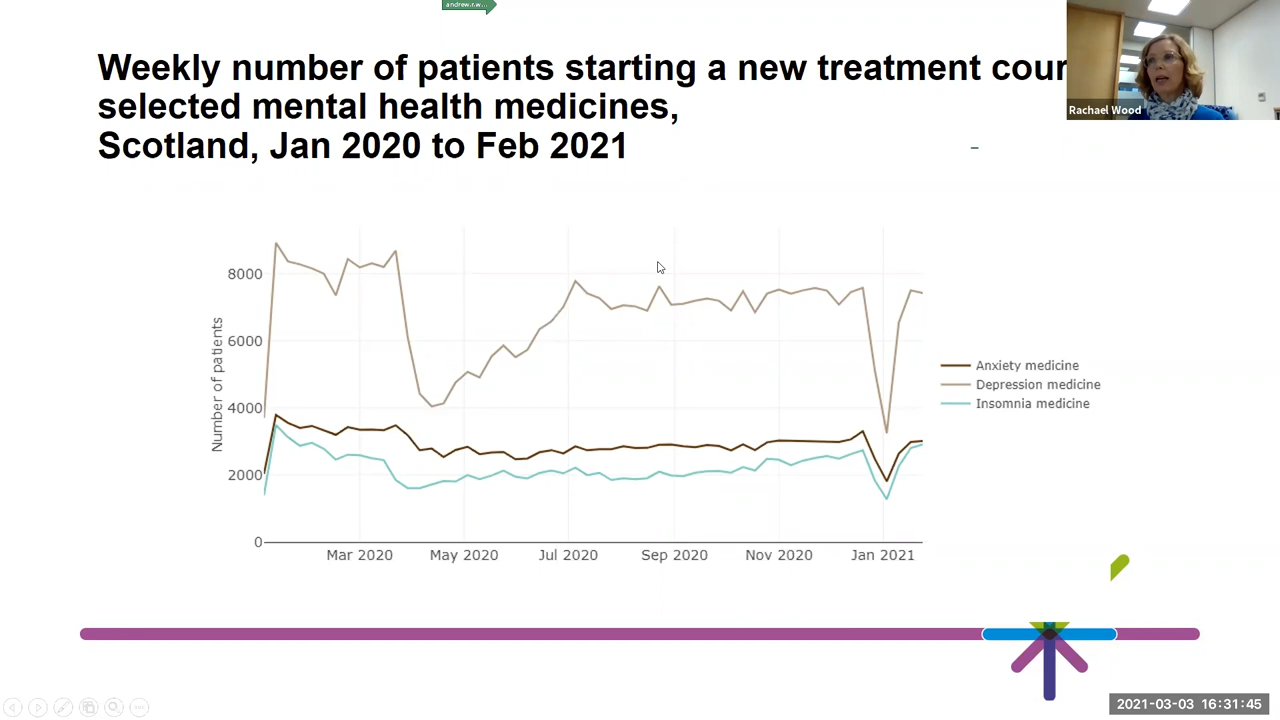 andrew.r.w...
Weekly number of patients starting a new treatment cour
selected mental health medicines,
Scotland, Jan 2020 to Feb 2021
Rachael Wood
Number of patients
8000
6000
4000
2000
0
Mar 2020
May 2020
Jul 2020
Sep 2020
Nov 2020
Jan 2021
Anxiety medicine
Depression medicine
Insomnia medicine
2021-03-03 16:31:45